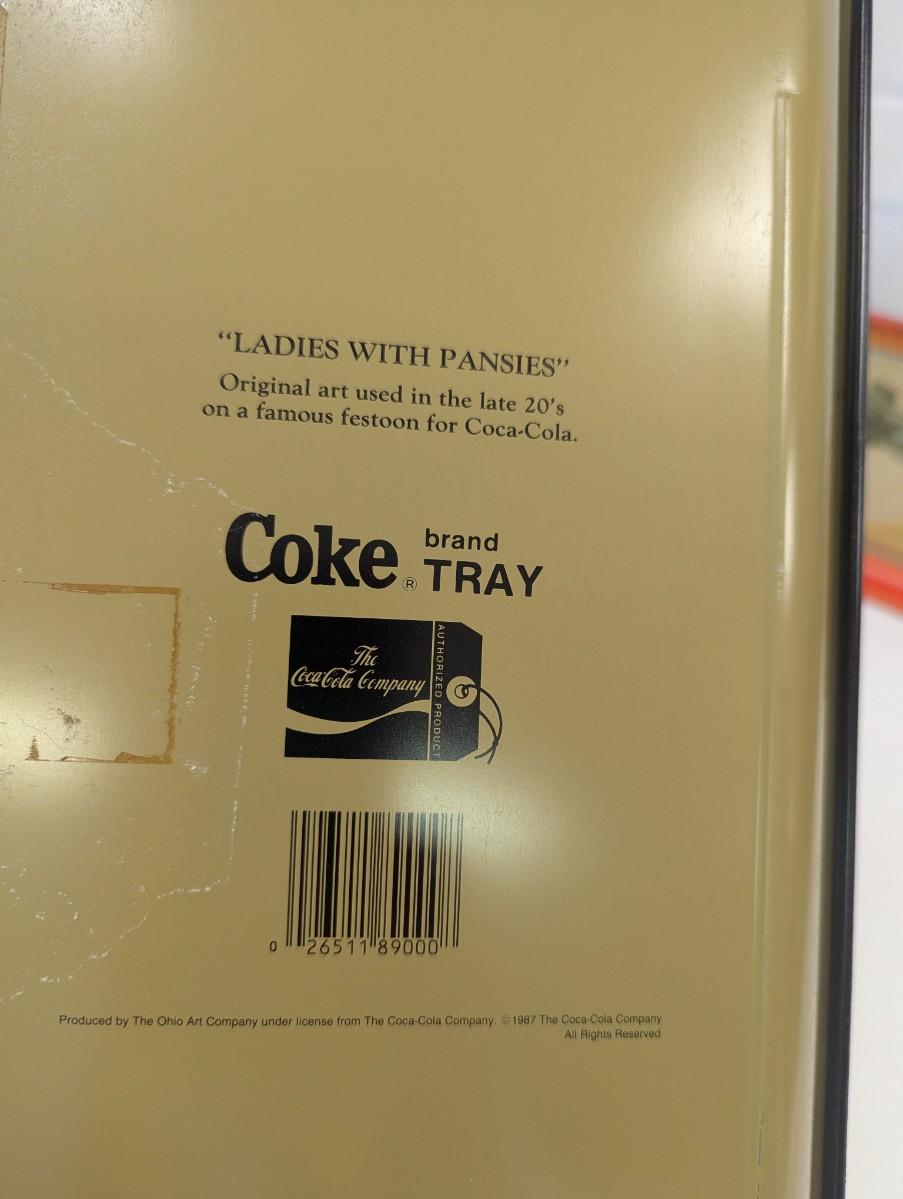 “LADIES WITH PANSIES”
Original art used in the late 20’s
on a famous festoon for Coca-Cola.
Coke ® brand
TRAY
The
Coca-Cola Company
AUTHORIZED PRODUCT
0 26511 89000
Produced by The Ohio Art Company under license from The Coca-Cola Company. © 1987 The Coca-Cola Company
All Rights Reserved